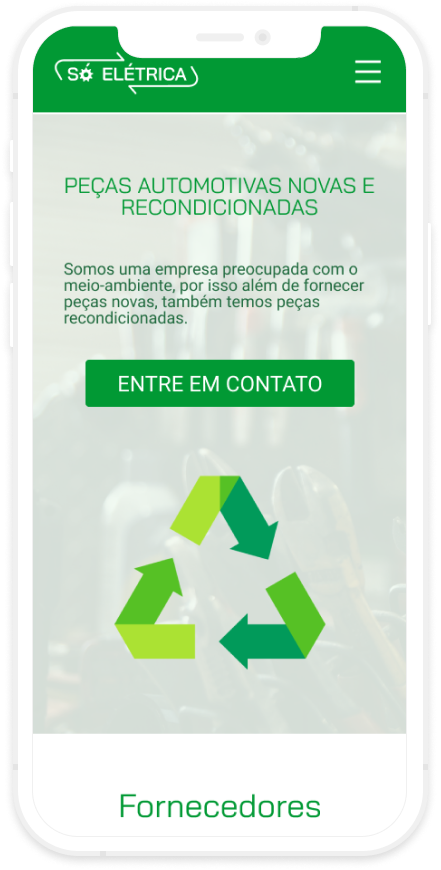 SÓ ELÉTRICA
PEÇAS AUTOMOTIVAS NOVAS E
RECONDICIONADAS
Somos uma empresa preocupada com o
meio-ambiente, por isso além de fornecer
peças novas, também temos peças
recondicionadas.
ENTRE EM CONTATO
Fornecedores